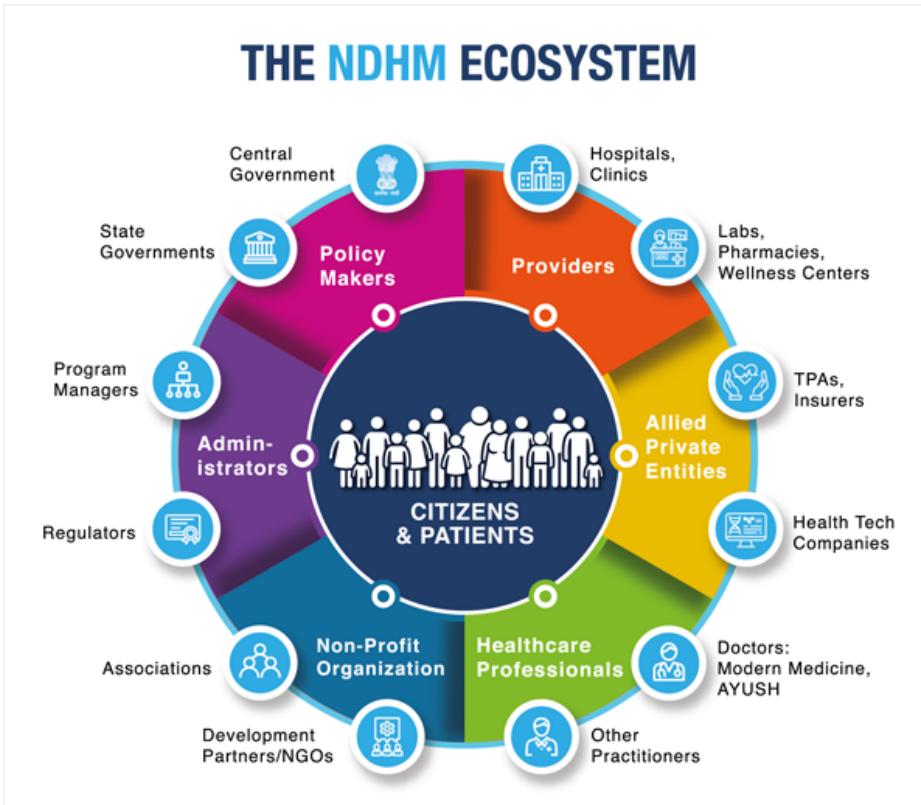 THE NDHM ECOSYSTEM
Central
Government
Hospitals,
Clinics
State
Governments
Labs,
Pharmacies,
Wellness Centers
Policy
Makers
Providers
Program
Managers
TPAs,
Insurers
Admin-
istrators
Allied
Private
Entities
CITIZENS
& PATIENTS
Regulators
Health Tech
Companies
Non-Profit
Organization
Healthcare
Professionals
Associations
Doctors:
Modern Medicine,
AYUSH
Development
Partners/NGOs
Other
Practitioners